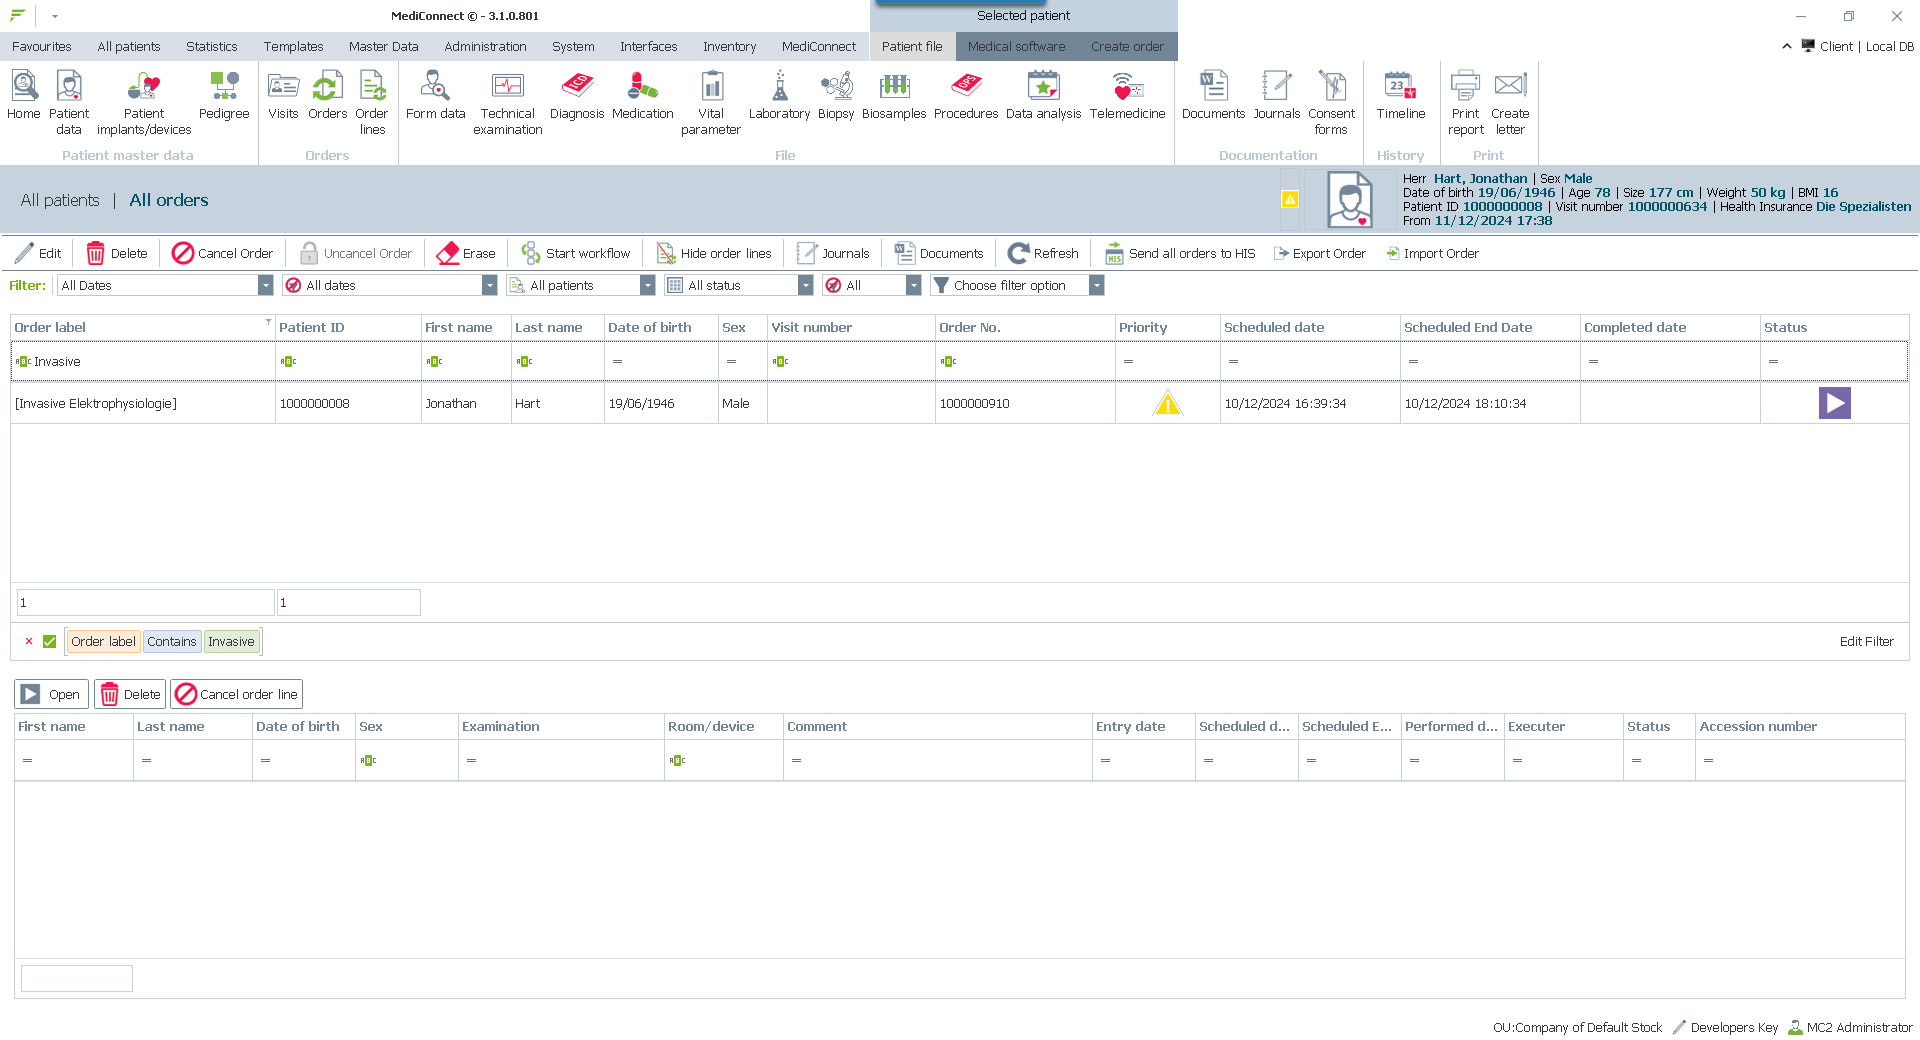 MediConnect © - 3.1.0.801
Selected patient
Favourites All patients Statistics Templates Master Data Administration System Interfaces Inventory MediConnect Patient file Medical software Create order
Client | Local DB
Home Patient data Patient implants/devices Pedigree Visits Orders Order lines Form data Technical examination Diagnosis Medication Vital parameter Laboratory Biopsy Biosamples Procedures Data analysis Telemedicine Documents Journals Consent forms Timeline Print report Create letter
Patient master data Orders File Documentation History Print
All patients | All orders
Herr Hart, Jonathan | Sex Male
Date of birth 19/06/1946 | Age 78 | Size 177 cm | Weight 50 kg | BMI 16
Patient ID 1000000008 | Visit number 1000000634 | Health Insurance Die Spezialisten
From 11/12/2024 17:38
Edit Delete Cancel Order Uncancel Order Erase Start workflow Hide order lines Journals Documents Refresh Send all orders to HIS Export Order Import Order
Filter: All Dates All dates All patients All status All Choose filter option
Order label Patient ID First name Last name Date of birth Sex Visit number Order No. Priority Scheduled date Scheduled End Date Completed date Status
Invasive = = = = = = =
[Invasive Elektrophysiologie] 1000000008 Jonathan Hart 19/06/1946 Male 1000000910 10/12/2024 16:39:34 10/12/2024 18:10:34
1 1
Order label Contains Invasive Edit Filter
Open Delete Cancel order line
First name Last name Date of birth Sex Examination Room/device Comment Entry date Scheduled d... Scheduled E... Performed d... Executer Status Accession number
= = = = = = = = = = = =
OU:Company of Default Stock Developers Key MC2 Administrator